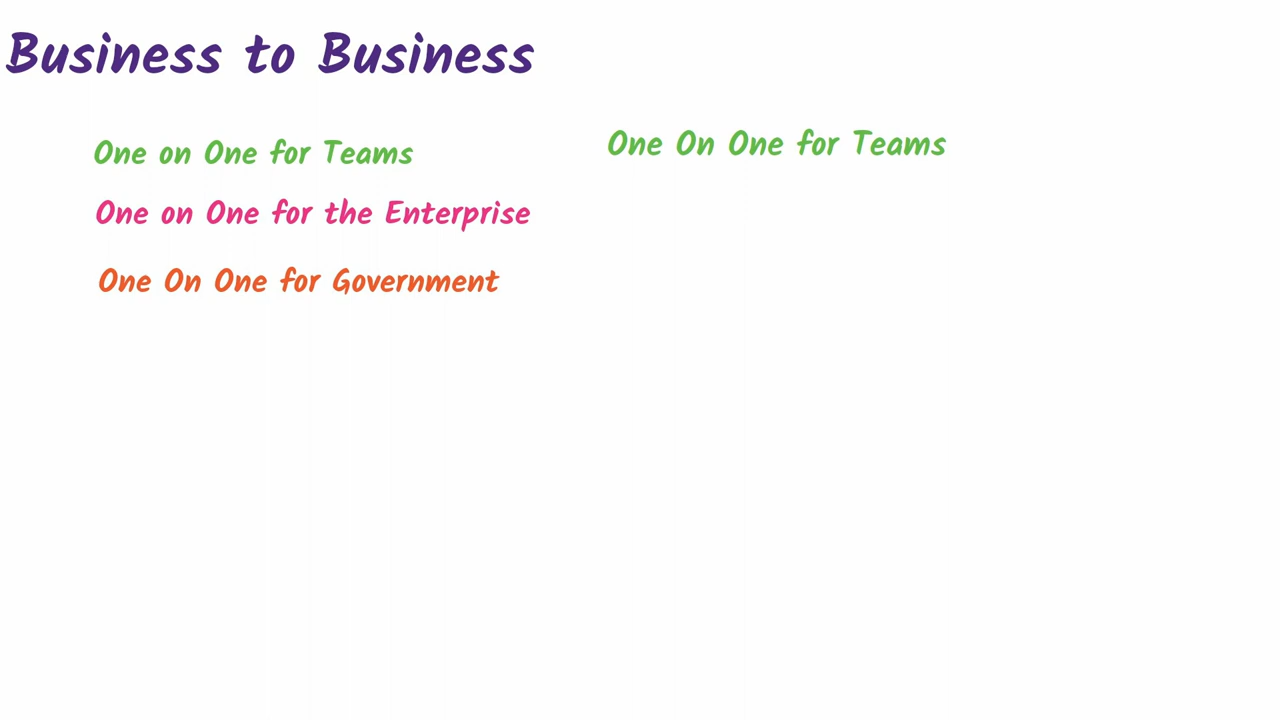 Business to Business
One on One for Teams
One on One for the Enterprise
One On One for Government
One On One for Teams